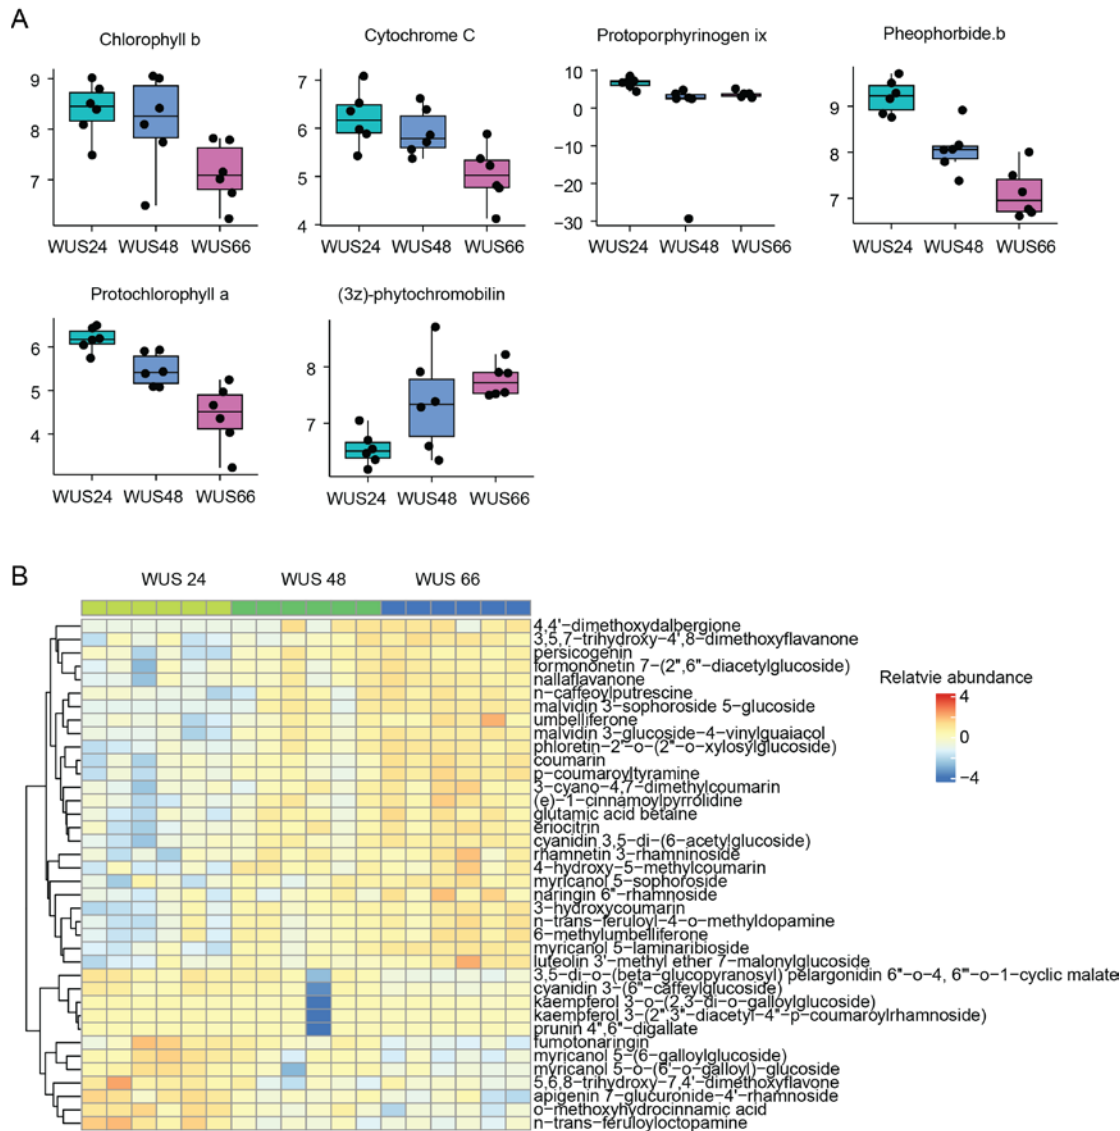 A
Chlorophyll b
Cytochrome C
Protoporphyrinogen ix
Pheophorbide.b
9
8
7
WUS24 WUS48 WUS66
7
6
5
4
WUS24 WUS48 WUS66
10
0
−10
−20
−30
WUS24 WUS48 WUS66
9
8
7
WUS24 WUS48 WUS66
Protochlorophyll a
(3z)-phytochromobilin
6
5
4
WUS24 WUS48 WUS66
8
7
WUS24 WUS48 WUS66
B
WUS 24 WUS 48 WUS 66
4,4'−dimethoxydalbergione
3,5,7−trihydroxy−4',8−dimethoxyflavanone
persicogenin
formononetin 7−(2",6"−diacetylglucoside)
nallaflavanone
n−caffeoylputrescine
malvidin 3−sophoroside 5−glucoside
umbelliferone
malvidin 3−glucoside−4−vinylguaiacol
phloretin−2'−o−(2"−o−xylosylglucoside)
coumarin
p−coumaroyltyramine
3−cyano−4,7−dimethylcoumarin
(e)−1−cinnamoylpyrrolidine
glutamic acid betaine
eriocitrin
cyanidin 3,5−di−(6−acetylglucoside)
rhamnetin 3−rhamninoside
4−hydroxy−5−methylcoumarin
myricanol 5−sophoroside
naringin 6"−rhamnoside
3−hydroxycoumarin
n−trans−feruloyl−4−o−methyldopamine
6−methylumbelliferone
myricanol 5−laminaribioside
luteolin 3'−methyl ether 7−malonylglucoside
3,5−di−o−(beta−glucopyranosyl) pelargonidin 6"−o−4, 6'"−o−1−cyclic malate
cyanidin 3−(6"−caffeylglucoside)
kaempferol 3−o−(2,3−di−o−galloylglucoside)
kaempferol 3−(2",3"−diacetyl−4"−p−coumaroylrhamnoside)
prunin 4",6"−digallate
fumotonaringin
myricanol 5−(6−galloylglucoside)
myricanol 5−o−(6'−o−galloyl)−glucoside
5,6,8−trihydroxy−7,4'−dimethoxyflavone
apigenin 7−glucuronide−4'−rhamnoside
o−methoxyhydrocinnamic acid
n−trans−feruloyloctopamine
Relatvie abundance
4
0
−4